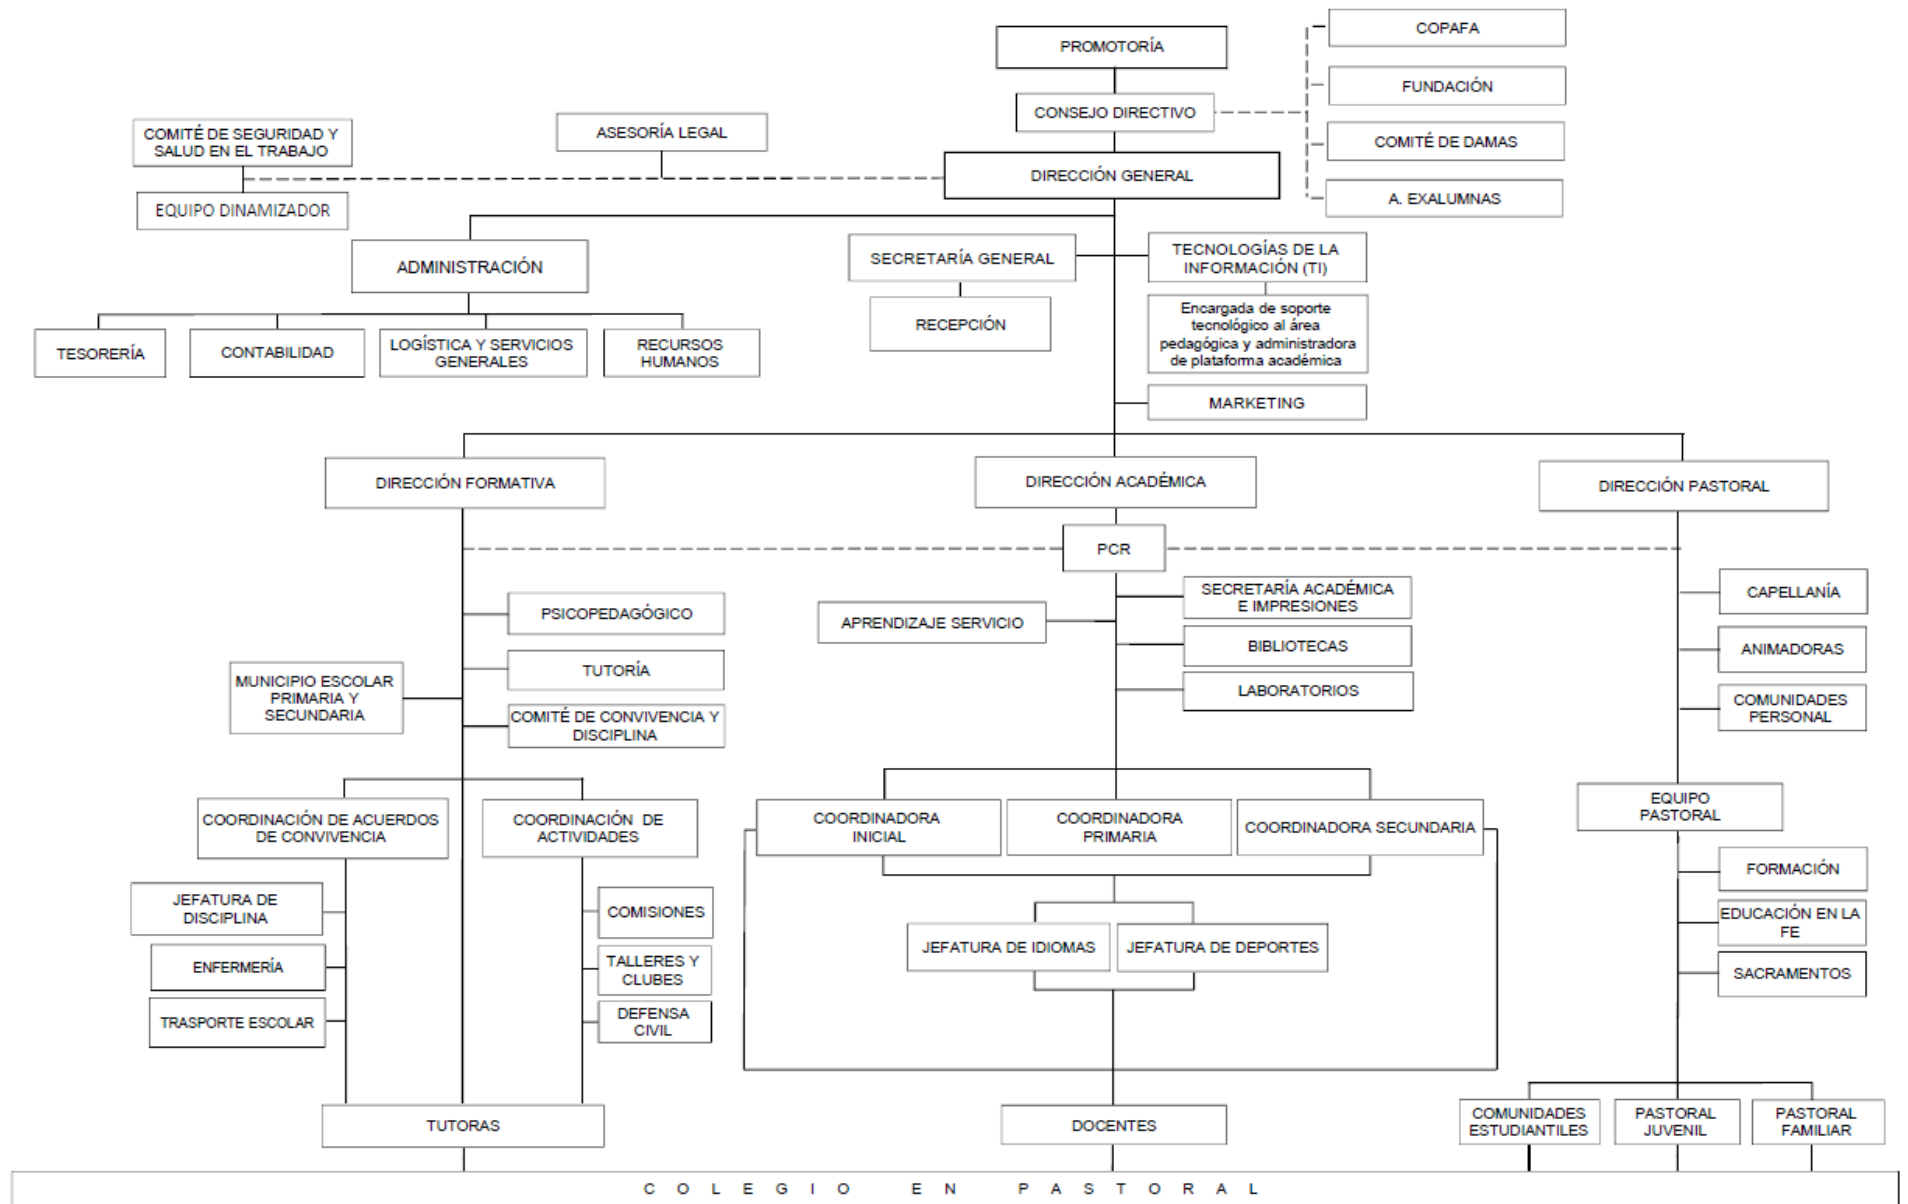 PROMOTORÍA
COPAFA
FUNDACIÓN
CONSEJO DIRECTIVO
COMITÉ DE SEGURIDAD Y
SALUD EN EL TRABAJO
ASESORÍA LEGAL
COMITÉ DE DAMAS
DIRECCIÓN GENERAL
A. EXALUMNAS
EQUIPO DINAMIZADOR
ADMINISTRACIÓN
SECRETARÍA GENERAL
TECNOLOGÍAS DE LA
INFORMACIÓN (TI)
RECEPCIÓN
Encargada de soporte
tecnológico al área
pedagógica y administradora
de plataforma académica
TESORERÍA
CONTABILIDAD
LOGÍSTICA Y SERVICIOS
GENERALES
RECURSOS
HUMANOS
MARKETING
DIRECCIÓN FORMATIVA
DIRECCIÓN ACADÉMICA
DIRECCIÓN PASTORAL
PCR
PSICOPEDAGÓGICO
TUTORÍA
MUNICIPIO ESCOLAR
PRIMARIA Y
SECUNDARIA
COMITÉ DE CONVIVENCIA Y
DISCIPLINA
APRENDIZAJE SERVICIO
SECRETARÍA ACADÉMICA
E IMPRESIONES
BIBLIOTECAS
LABORATORIOS
CAPELLANÍA
ANIMADORAS
COMUNIDADES
PERSONAL
COORDINACIÓN DE ACUERDOS
DE CONVIVENCIA
COORDINACIÓN DE
ACTIVIDADES
COORDINADORA
INICIAL
COORDINADORA
PRIMARIA
COORDINADORA SECUNDARIA
EQUIPO
PASTORAL
JEFATURA DE
DISCIPLINA
ENFERMERÍA
TRASPORTE ESCOLAR
COMISIONES
TALLERES Y
CLUBES
DEFENSA
CIVIL
JEFATURA DE IDIOMAS
JEFATURA DE DEPORTES
FORMACIÓN
EDUCACIÓN EN LA
FE
SACRAMENTOS
TUTORAS
DOCENTES
COMUNIDADES
ESTUDIANTILES
PASTORAL
JUVENIL
PASTORAL
FAMILIAR
COLEGIO EN PASTORAL